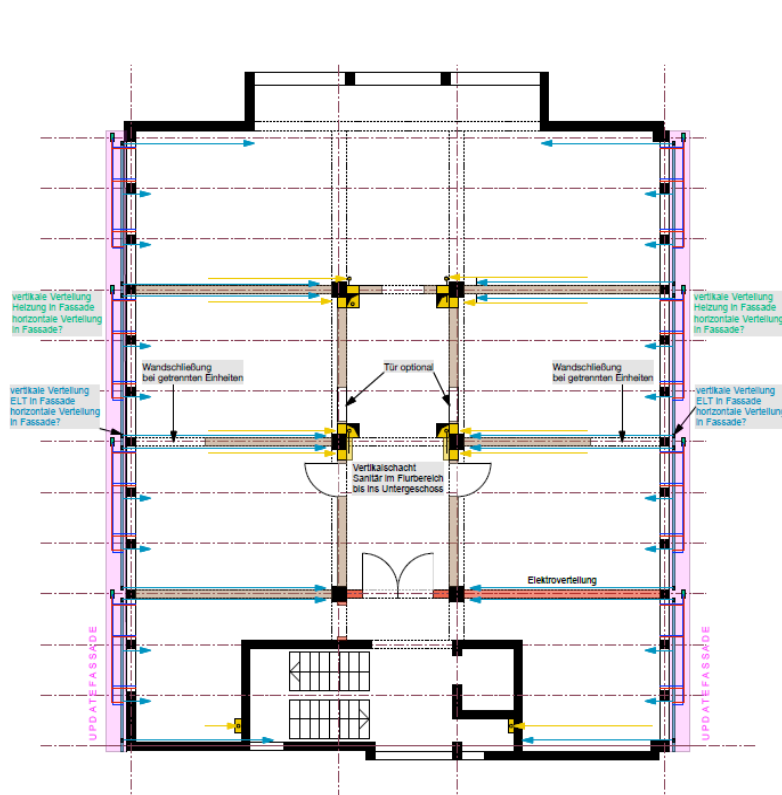 vertikale Verteilung
Heizung in Fassade
horizontale Verteilung
in Fassade?
vertikale Verteilung
Heizung in Fassade
horizontale Verteilung
in Fassade?
Wandschließung
bei getrennten Einheiten
Tür optional
Wandschließung
bei getrennten Einheiten
vertikale Verteilung
ELT in Fassade
horizontale Verteilung
in Fassade?
vertikale Verteilung
ELT in Fassade
horizontale Verteilung
in Fassade?
Vertikalschacht
Sanitär im Flurbereich
bis ins Untergeschoss
Elektroverteilung
UPDATEFASSADE
UPDATEFASSADE